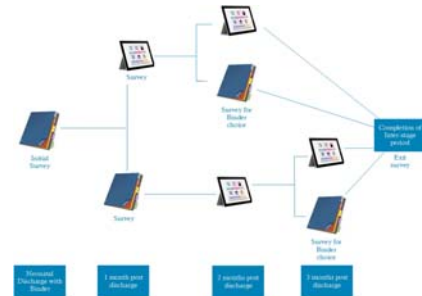 Survey
Survey for
Binder
choice
Initial
Survey
Completion of
Inter-stage
period
Exit
survey
Survey
Survey for
Binder
choice
Neonatal
Discharge with
Binder
1 month post
discharge
2 months post
discharge
3 months post
discharge